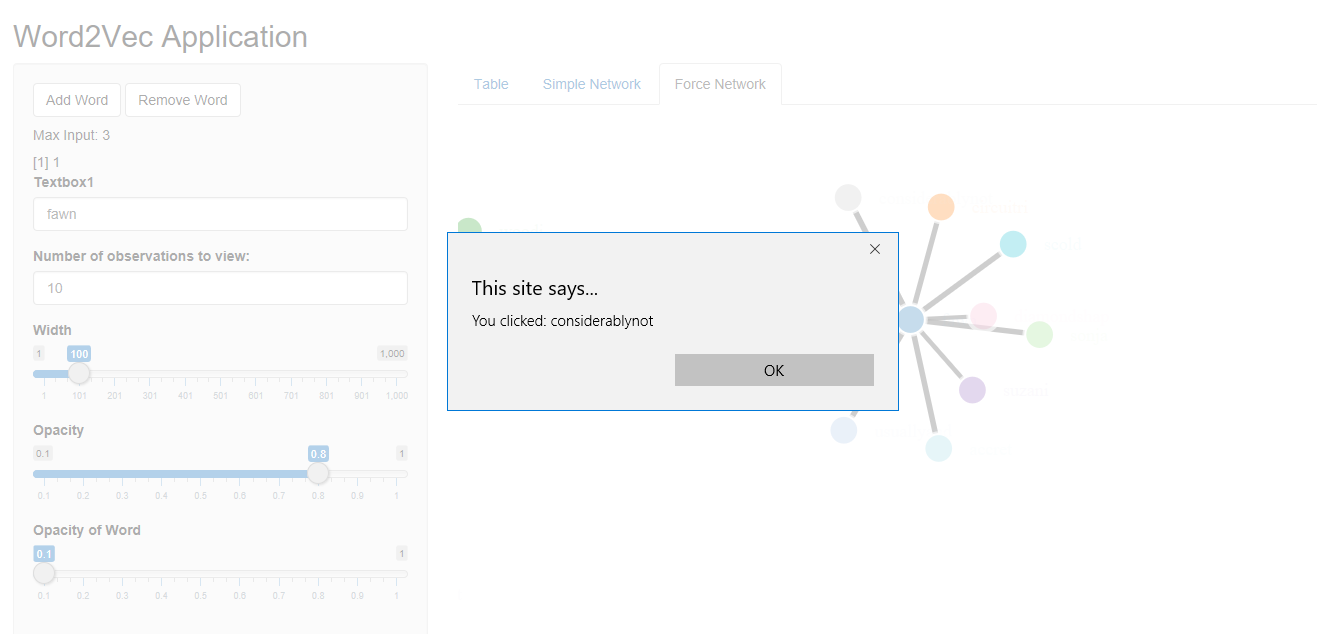 Word2Vec Application
Add Word Remove Word
Max Input: 3
[1] 1
Textbox1
fawn
Number of observations to view:
10
Width
1 100 1,000
1 101 201 301 401 501 601 701 801 901 1,000
Opacity
0.1 0.8 1
0.1 0.2 0.3 0.4 0.5 0.6 0.7 0.8 0.9 1
Opacity of Word
0.1 1
0.1 0.2 0.3 0.4 0.5 0.6 0.7 0.8 0.9 1
Table Simple Network Force Network
This site says...
You clicked: considerablynot
OK